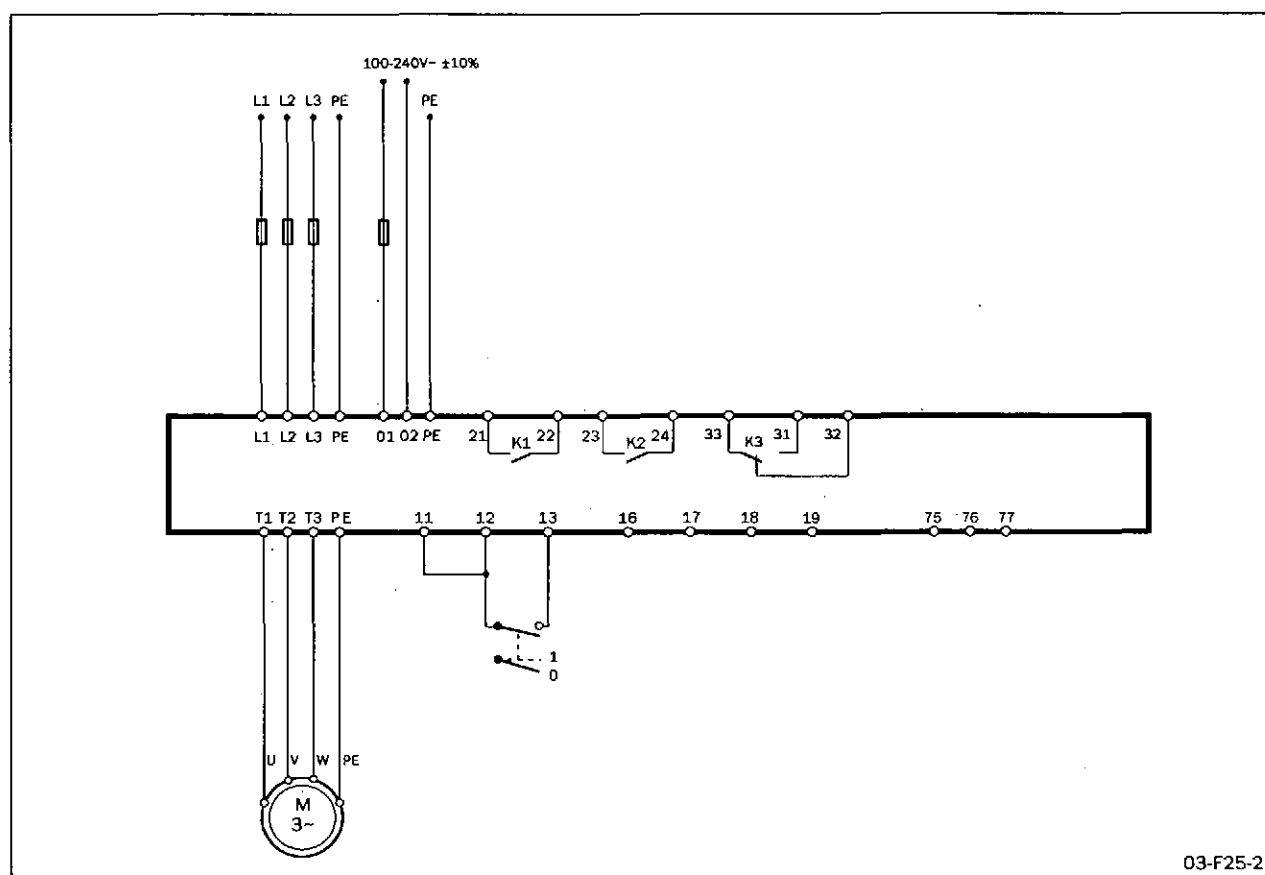 100-240V~ ±10%
L1 L2 L3 PE PE
L1 L2 L3 PE 01 02 PE 21 K1 22 23 K2 24 33 K3 31 32
T1 T2 T3 PE 11 12 13 16 17 18 19 75 76 77
1
0
U V W PE
M
3~
03-F25-2